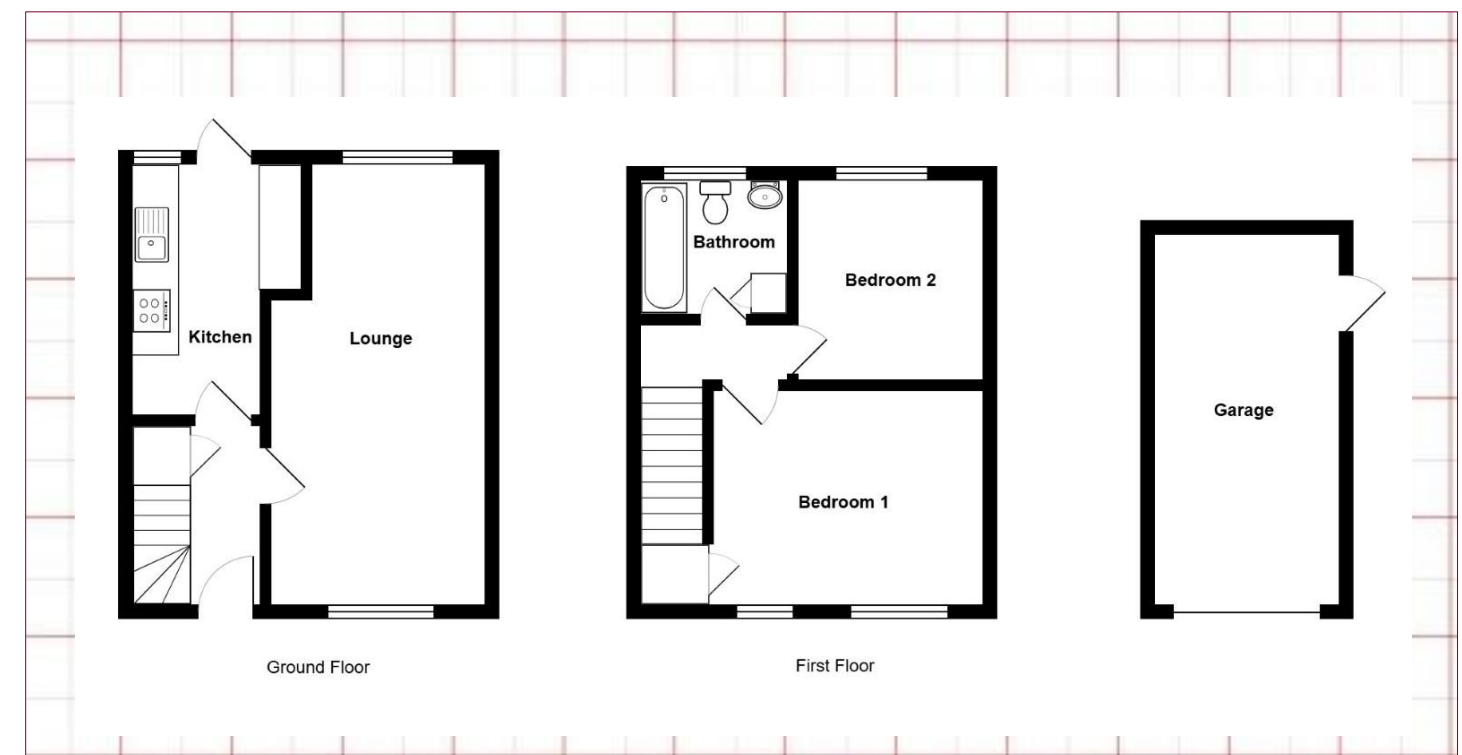 Kitchen
Lounge
Ground Floor
Bathroom
Bedroom 2
Bedroom 1
First Floor
Garage